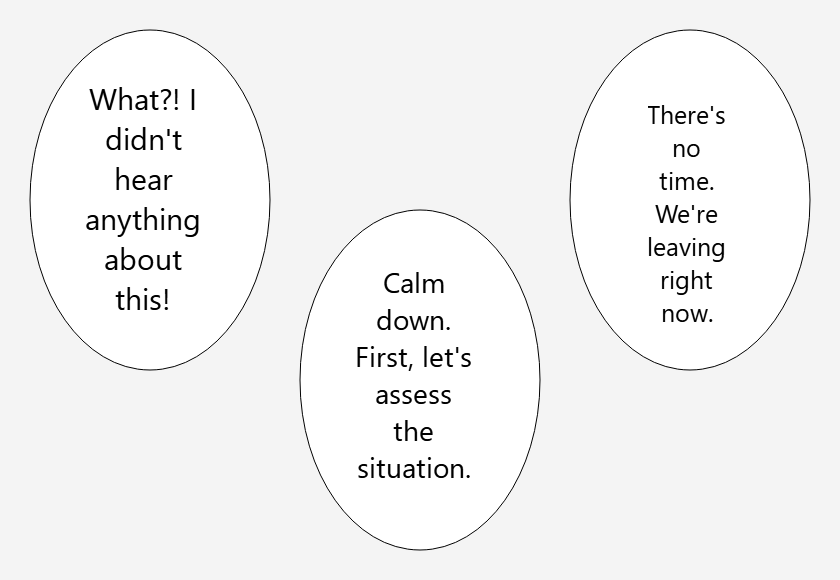 What?! I
didn't
hear
anything
about
this!
Calm
down.
First, let's
assess
the
situation.
There's
no
time.
We're
leaving
right
now.